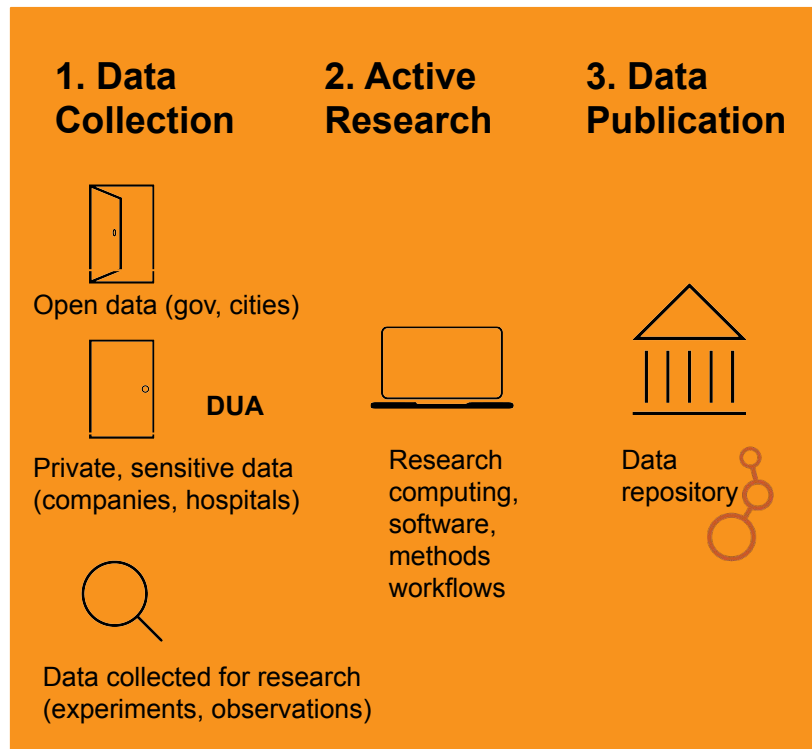 1. Data
Collection
2. Active
Research
3. Data
Publication
Open data (gov, cities)
DUA
Private, sensitive data
(companies, hospitals)
Data collected for research
(experiments, observations)
Research
computing,
software,
methods
workflows
Data
repository